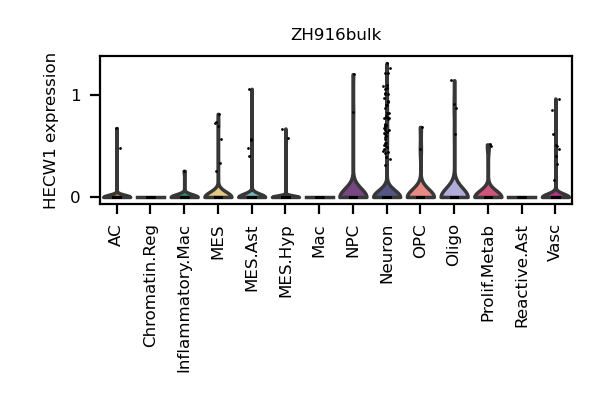 ZH916bulk
HECW1 expression
1
0
AC
Chromatin.Reg
Inflammatory.Mac
MES
MES.Ast
MES.Hyp
Mac
NPC
Neuron
OPC
Oligo
Prolif.Metab
Reactive.Ast
Vasc